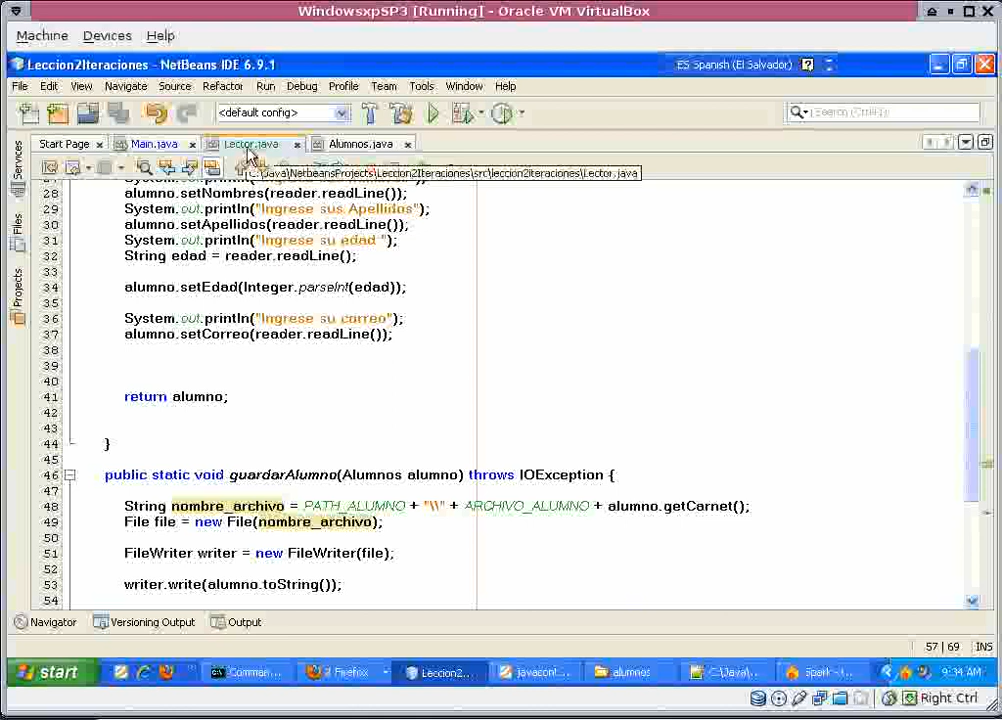 WindowsxpSP3 [Running] - Oracle VM VirtualBox
Machine Devices Help
Leccion2Iteraciones - NetBeans IDE 6.9.1
ES Spanish (El Salvador)
File Edit View Navigate Source Refactor Run Debug Profile Team Tools Window Help
<default config>
Start Page Main.java Lector.java Alumnos.java
C:\Java\NetbeansProjects\Leccion2Iteraciones\src\leccion2iteraciones\Lector.java
Services
Files
Projects
28 alumno.setNombres(reader.readLine());
29 System.out.println("Ingrese sus Apellidos");
30 alumno.setApellidos(reader.readLine());
31 System.out.println("Ingrese su edad ");
32 String edad = reader.readLine();
33
34 alumno.setEdad(Integer.parseInt(edad));
35
36 System.out.println("Ingrese su correo");
37 alumno.setCorreo(reader.readLine());
38
39
40
41 return alumno;
42
43
44 }
45
46 public static void guardarAlumno(Alumnos alumno) throws IOException {
47
48 String nombre_archivo = PATH_ALUMNO + "\\" + ARCHIVO_ALUMNO + alumno.getCarnet();
49 File file = new File(nombre_archivo);
50
51 FileWriter writer = new FileWriter(file);
52
53 writer.write(alumno.toString());
54
Navigator Versioning Output Output
57 | 69 INS
start Comman... 2 Firefox Leccion2... javacont... alumnos C:\Java\... Spark - 9:34 AM
Right Ctrl